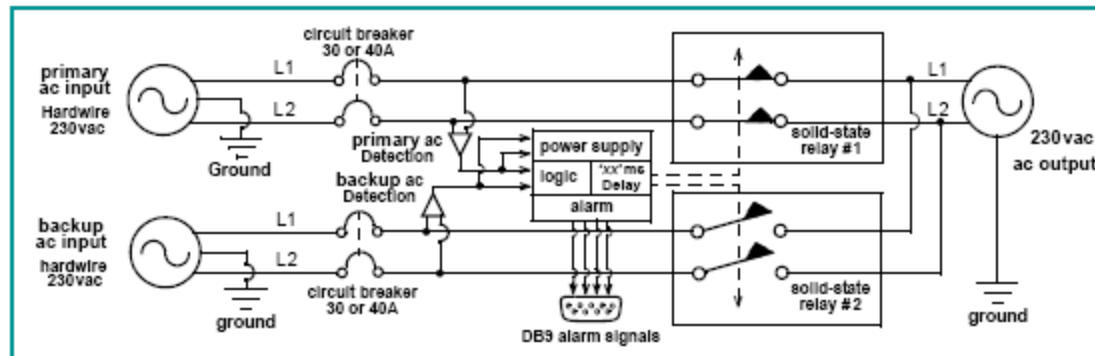 circuit breaker
30 or 40A
primary
ac input
Hardwire
230vac
L1
L2
Ground
primary ac
Detection
backup ac
Detection
power supply
logic
'xx' ms
Delay
alarm
solid-state
relay #1
L1
L2
230vac
ac output
backup
ac input
hardwire
230vac
L1
L2
ground
circuit breaker
30 or 40A
DB9 alarm signals
solid-state
relay #2
ground